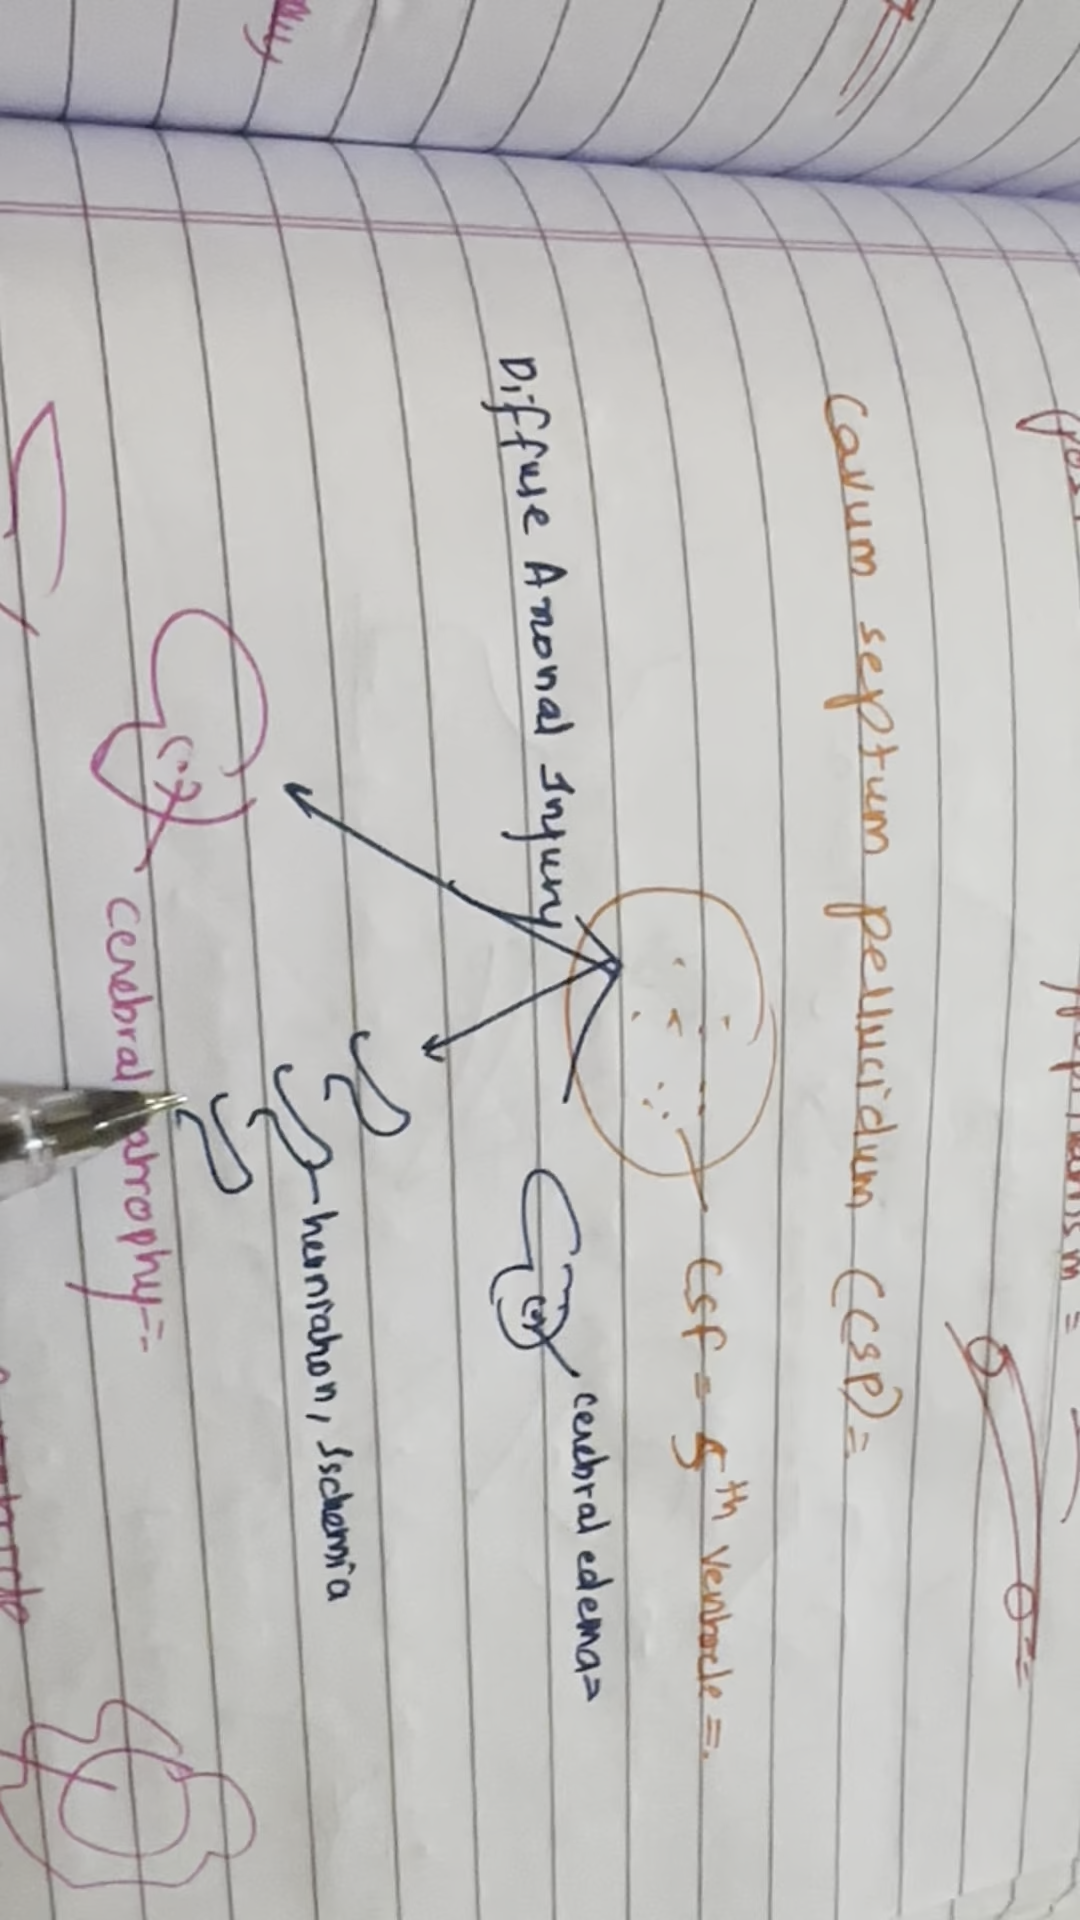 Cavum septum pellucidum (CSP) =
CSF = 5th ventricle =.
cerebral edema =
Diffuse Axonal Injury
herniation, Ischemia
cerebral atrophy =